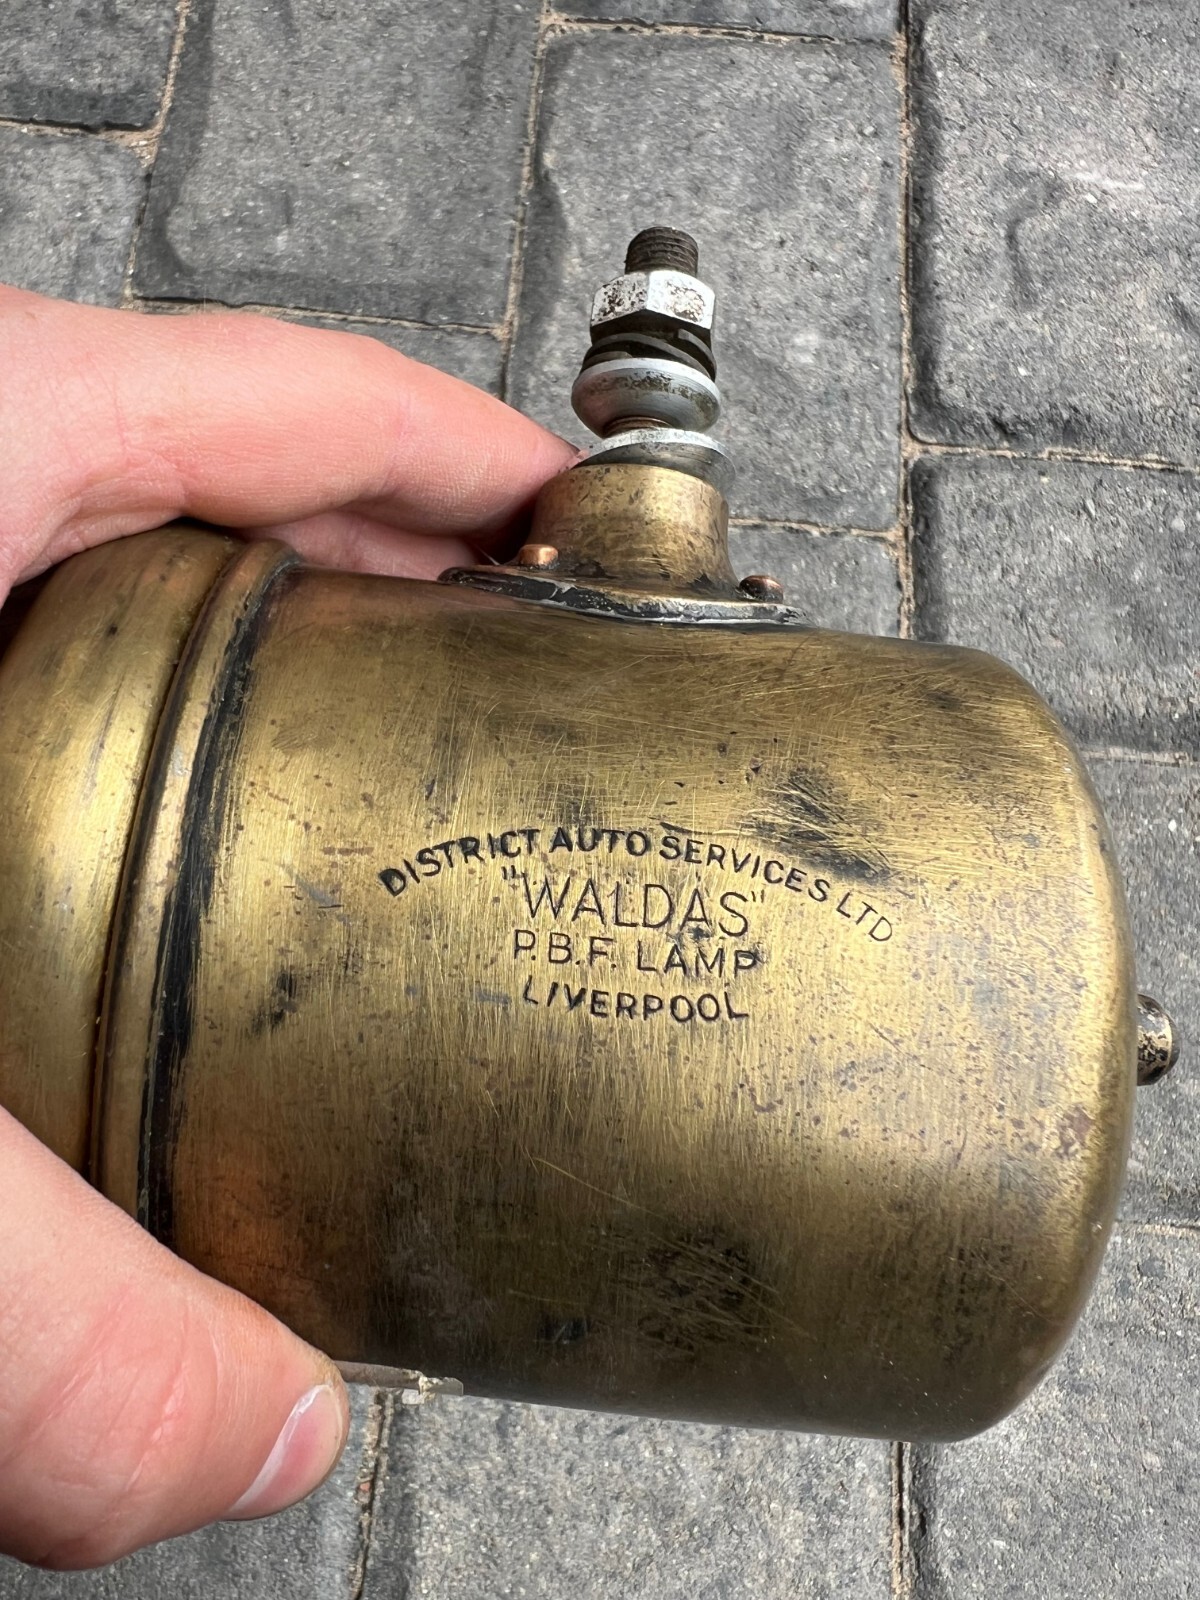 DISTRICT AUTO SERVICES LTD
"WALDAS"
P.B.F. LAMP
LIVERPOOL